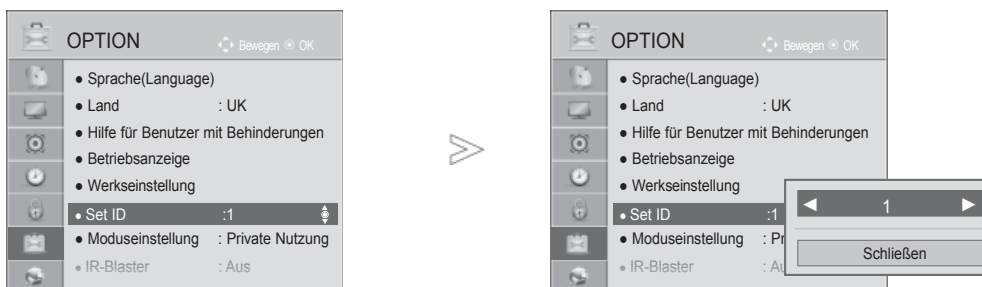 OPTION
Bewegen OK
● Sprache(Language)
● Land : UK
● Hilfe für Benutzer mit Behinderungen
● Betriebsanzeige
● Werkseinstellung
● Set ID :1
● Moduseinstellung : Private Nutzung
● IR-Blaster : Aus
OPTION
Bewegen OK
● Sprache(Language)
● Land : UK
● Hilfe für Benutzer mit Behinderungen
● Betriebsanzeige
● Werkseinstellung
● Set ID :1
● Moduseinstellung : Pr
● IR-Blaster : Au
◄ 1 ►
Schließen